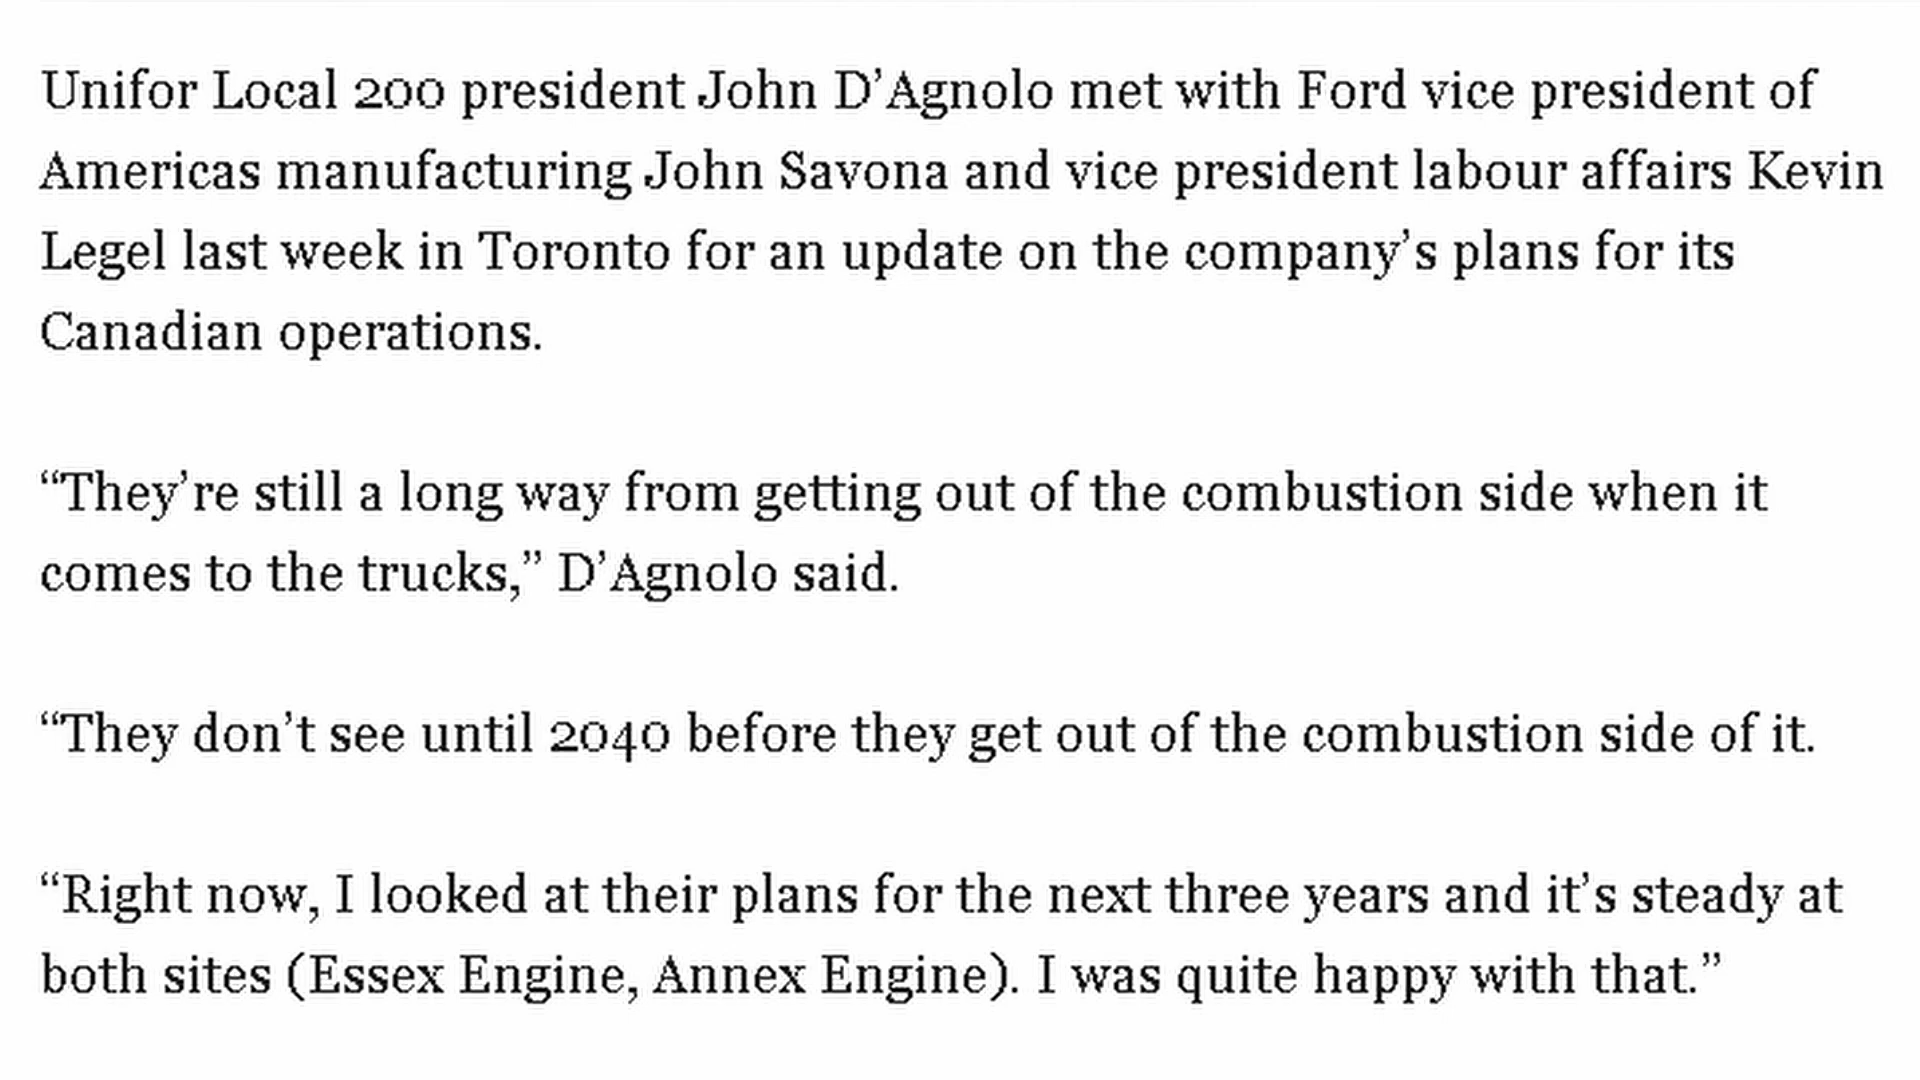 Unifor Local 200 president John D’Agnolo met with Ford vice president of
Americas manufacturing John Savona and vice president labour affairs Kevin
Legel last week in Toronto for an update on the company’s plans for its
Canadian operations.
“They’re still a long way from getting out of the combustion side when it
comes to the trucks,” D’Agnolo said.
“They don’t see until 2040 before they get out of the combustion side of it.
“Right now, I looked at their plans for the next three years and it’s steady at
both sites (Essex Engine, Annex Engine). I was quite happy with that.”